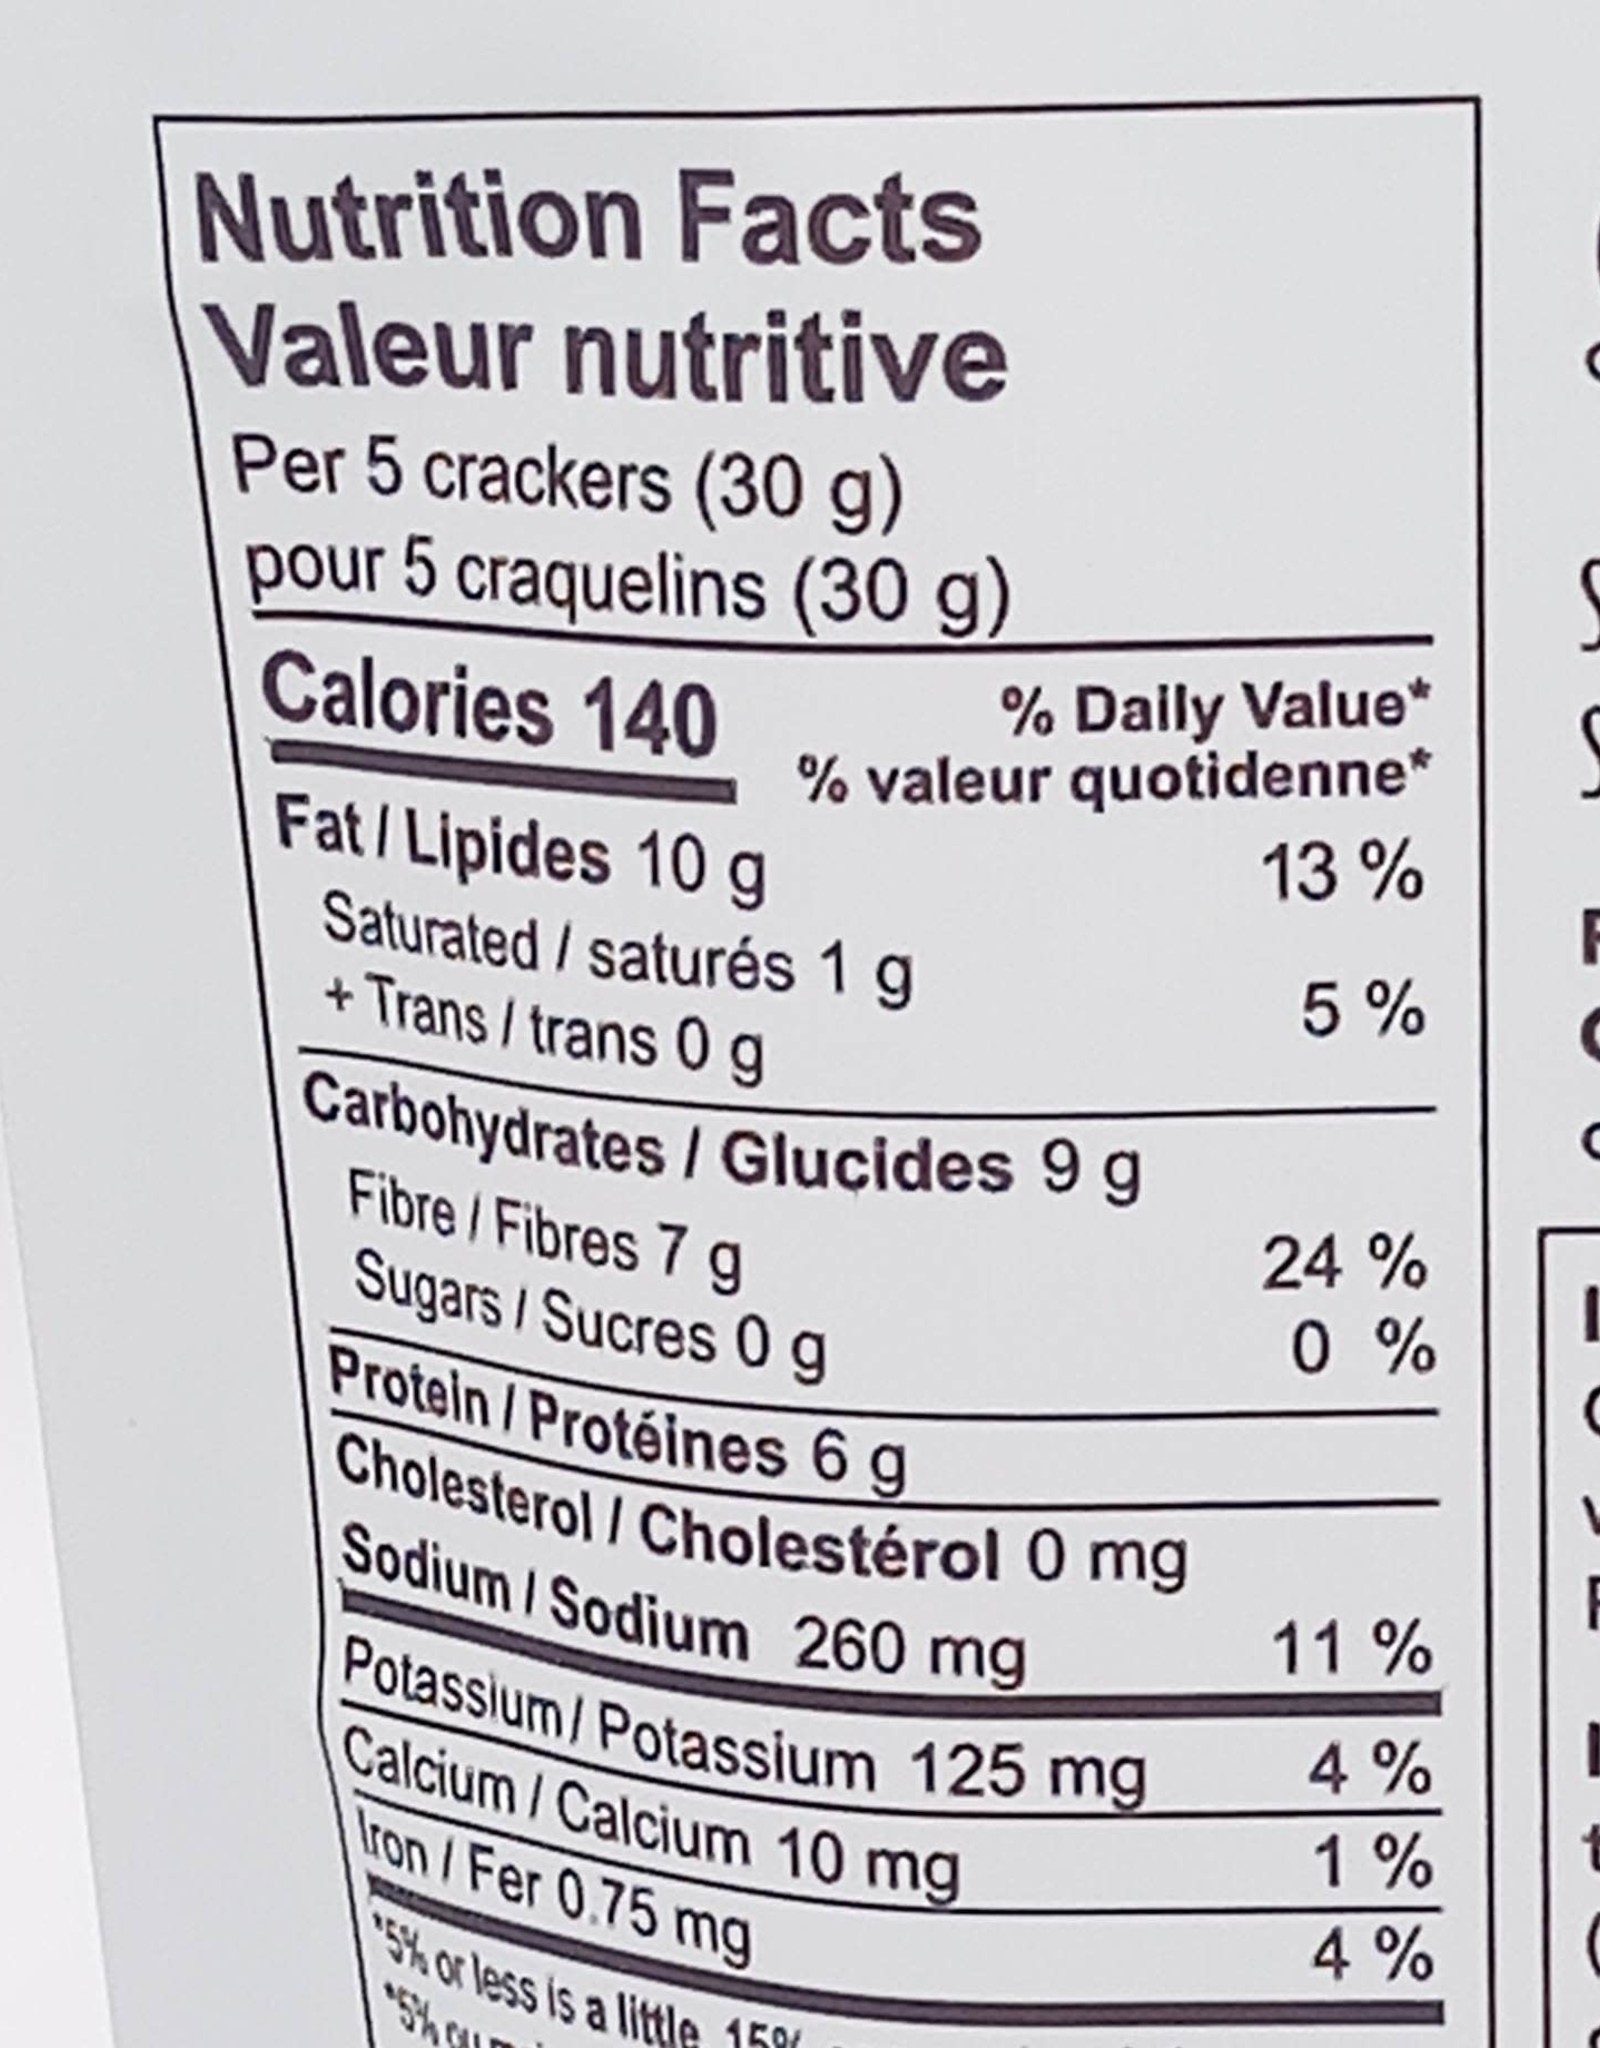 Nutrition Facts
Valeur nutritive
Per 5 crackers (30 g)
pour 5 craquelins (30 g)
Calories 140
% Daily Value*
% valeur quotidenne*
Fat / Lipides 10 g 13 %
Saturated / saturés 1 g
+ Trans / trans 0 g 5 %
Carbohydrates / Glucides 9 g
Fibre / Fibres 7 g 24 %
Sugars / Sucres 0 g 0 %
Protein / Protéines 6 g
Cholesterol / Cholestérol 0 mg
Sodium / Sodium 260 mg 11 %
Potassium / Potassium 125 mg 4 %
Calcium / Calcium 10 mg 1 %
Iron / Fer 0.75 mg 4 %
*5% or less is a little, 15%
*5% ou